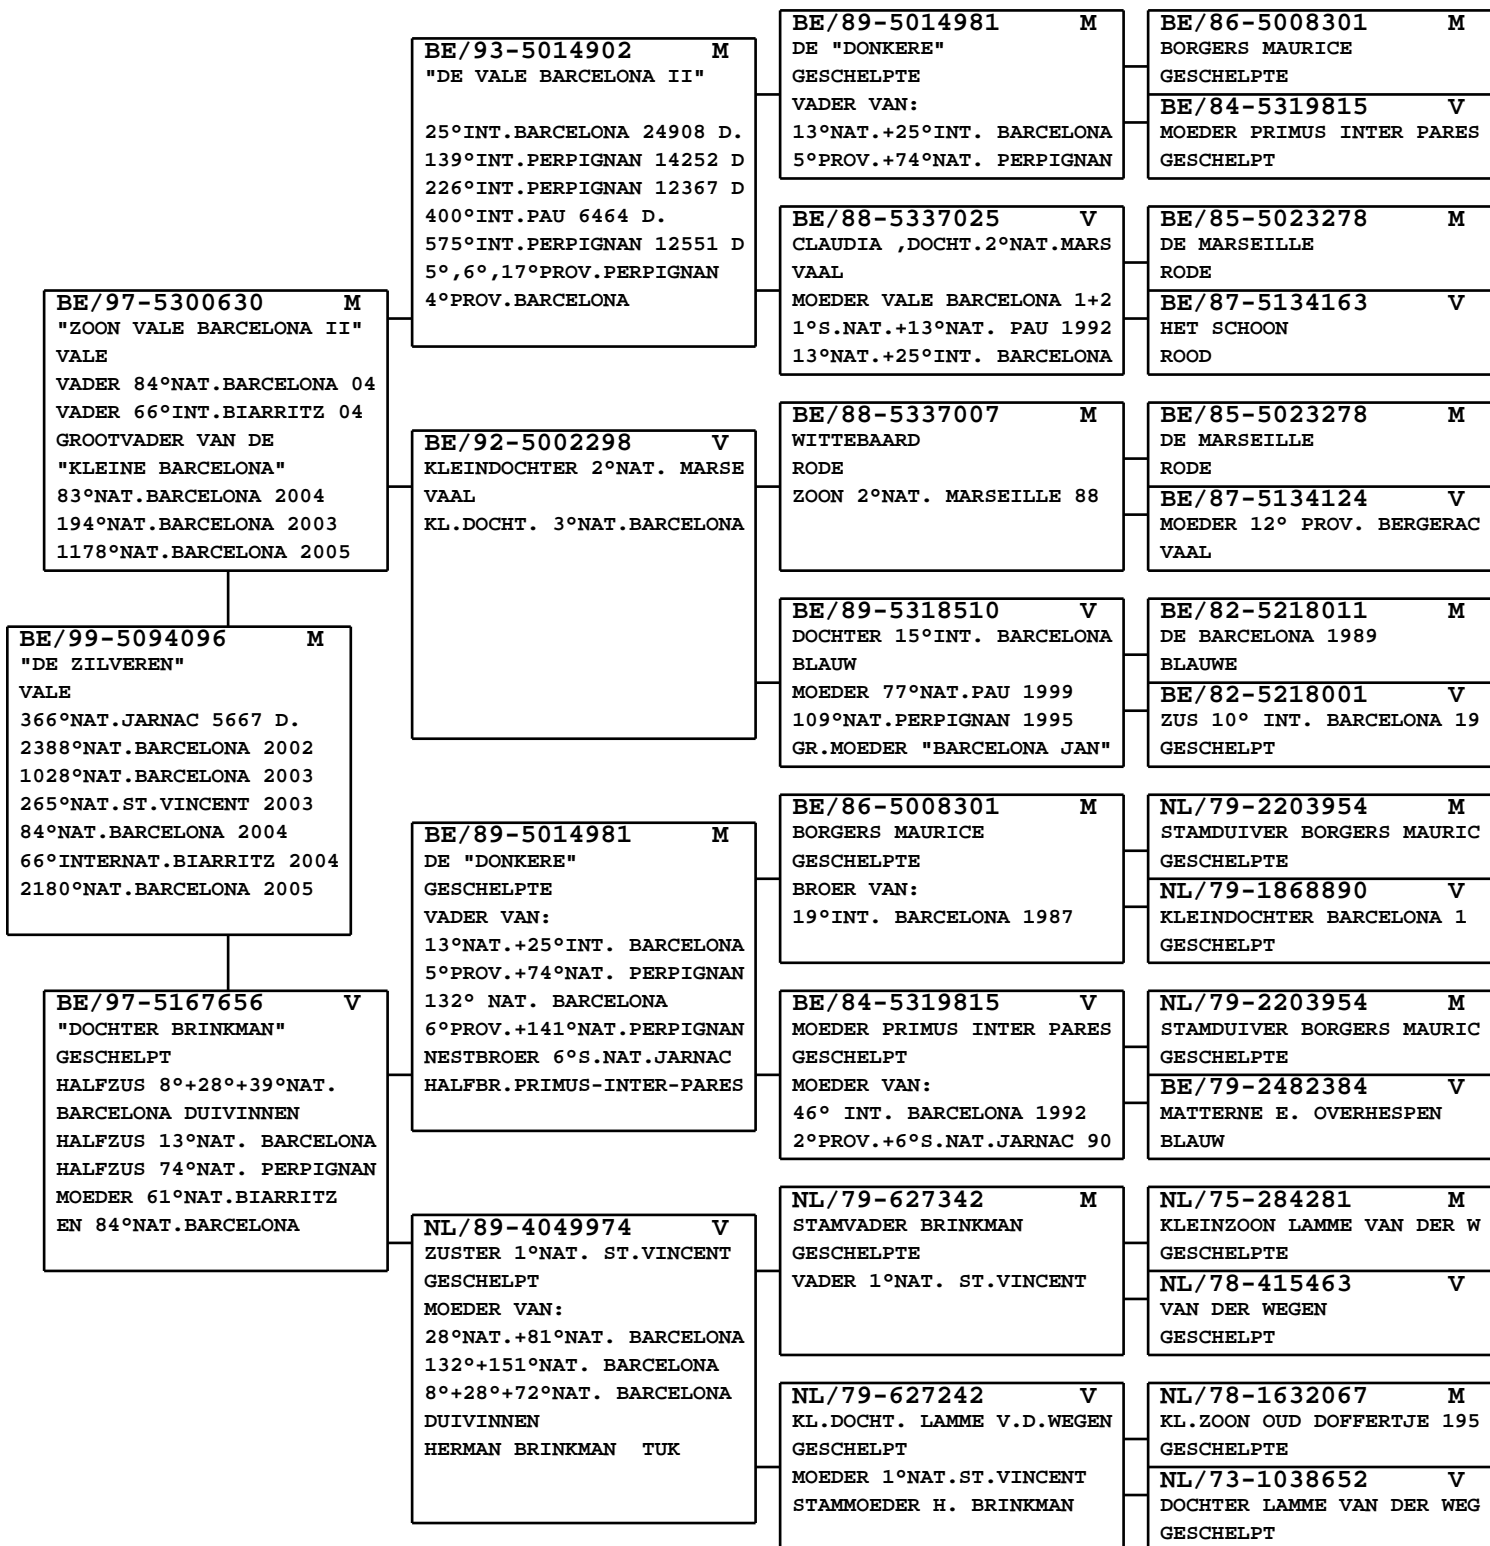 BE/99-5094096 M
"DE ZILVEREN"
VALE
366°NAT.JARNAC 5667 D.
2388°NAT.BARCELONA 2002
1028°NAT.BARCELONA 2003
265°NAT.ST.VINCENT 2003
84°NAT.BARCELONA 2004
66°INTERNAT.BIARRITZ 2004
2180°NAT.BARCELONA 2005
BE/97-5300630 M
"ZOON VALE BARCELONA II"
VALE
VADER 84°NAT.BARCELONA 04
VADER 66°INT.BIARRITZ 04
GROOTVADER VAN DE
"KLEINE BARCELONA"
83°NAT.BARCELONA 2004
194°NAT.BARCELONA 2003
1178°NAT.BARCELONA 2005
BE/97-5167656 V
"DOCHTER BRINKMAN"
GESCHELPT
HALFZUS 8°+28°+39°NAT.
BARCELONA DUIVINNEN
HALFZUS 13°NAT. BARCELONA
HALFZUS 74°NAT. PERPIGNAN
MOEDER 61°NAT.BIARRITZ
EN 84°NAT.BARCELONA
BE/93-5014902 M
"DE VALE BARCELONA II"
25°INT.BARCELONA 24908 D.
139°INT.PERPIGNAN 14252 D
226°INT.PERPIGNAN 12367 D
400°INT.PAU 6464 D.
575°INT.PERPIGNAN 12551 D
5°,6°,17°PROV.PERPIGNAN
4°PROV.BARCELONA
BE/92-5002298 V
KLEINDOCHTER 2°NAT. MARSE
VAAL
KL.DOCHT. 3°NAT.BARCELONA
BE/89-5014981 M
DE "DONKERE"
GESCHELPTE
VADER VAN:
13°NAT.+25°INT. BARCELONA
5°PROV.+74°NAT. PERPIGNAN
132° NAT. BARCELONA
6°PROV.+141°NAT.PERPIGNAN
NESTBROER 6°S.NAT.JARNAC
HALFBR.PRIMUS-INTER-PARES
NL/89-4049974 V
ZUSTER 1°NAT. ST.VINCENT
GESCHELPT
MOEDER VAN:
28°NAT.+81°NAT. BARCELONA
132°+151°NAT. BARCELONA
8°+28°+72°NAT. BARCELONA
DUIVINNEN
HERMAN BRINKMAN TUK
BE/89-5014981 M
DE "DONKERE"
GESCHELPTE
VADER VAN:
13°NAT.+25°INT. BARCELONA
5°PROV.+74°NAT. PERPIGNAN
BE/88-5337025 V
CLAUDIA ,DOCHT.2°NAT.MARS
VAAL
MOEDER VALE BARCELONA 1+2
1°S.NAT.+13°NAT. PAU 1992
13°NAT.+25°INT. BARCELONA
BE/88-5337007 M
WITTEBAARD
RODE
ZOON 2°NAT. MARSEILLE 88
BE/89-5318510 V
DOCHTER 15°INT. BARCELONA
BLAUW
MOEDER 77°NAT.PAU 1999
109°NAT.PERPIGNAN 1995
GR.MOEDER "BARCELONA JAN"
BE/86-5008301 M
BORGERS MAURICE
GESCHELPTE
BROER VAN:
19°INT. BARCELONA 1987
BE/84-5319815 V
MOEDER PRIMUS INTER PARES
GESCHELPT
MOEDER VAN:
46° INT. BARCELONA 1992
2°PROV.+6°S.NAT.JARNAC 90
NL/79-627342 M
STAMVADER BRINKMAN
GESCHELPTE
VADER 1°NAT. ST.VINCENT
NL/79-627242 V
KL.DOCHT. LAMME V.D.WEGEN
GESCHELPT
MOEDER 1°NAT.ST.VINCENT
STAMMOEDER H. BRINKMAN
BE/86-5008301 M
BORGERS MAURICE
GESCHELPTE
BE/84-5319815 V
MOEDER PRIMUS INTER PARES
GESCHELPT
BE/85-5023278 M
DE MARSEILLE
RODE
BE/87-5134163 V
HET SCHOON
ROOD
BE/85-5023278 M
DE MARSEILLE
RODE
BE/87-5134124 V
MOEDER 12° PROV. BERGERAC
VAAL
BE/82-5218011 M
DE BARCELONA 1989
BLAUWE
BE/82-5218001 V
ZUS 10° INT. BARCELONA 19
GESCHELPT
NL/79-2203954 M
STAMDUIVER BORGERS MAURIC
GESCHELPTE
NL/79-1868890 V
KLEINDOCHTER BARCELONA 1
GESCHELPT
NL/79-2203954 M
STAMDUIVER BORGERS MAURIC
GESCHELPTE
BE/79-2482384 V
MATTERNE E. OVERHESPEN
BLAUW
NL/75-284281 M
KLEINZOON LAMME VAN DER W
GESCHELPTE
NL/78-415463 V
VAN DER WEGEN
GESCHELPT
NL/78-1632067 M
KL.ZOON OUD DOFFERTJE 195
GESCHELPTE
NL/73-1038652 V
DOCHTER LAMME VAN DER WEG
GESCHELPT